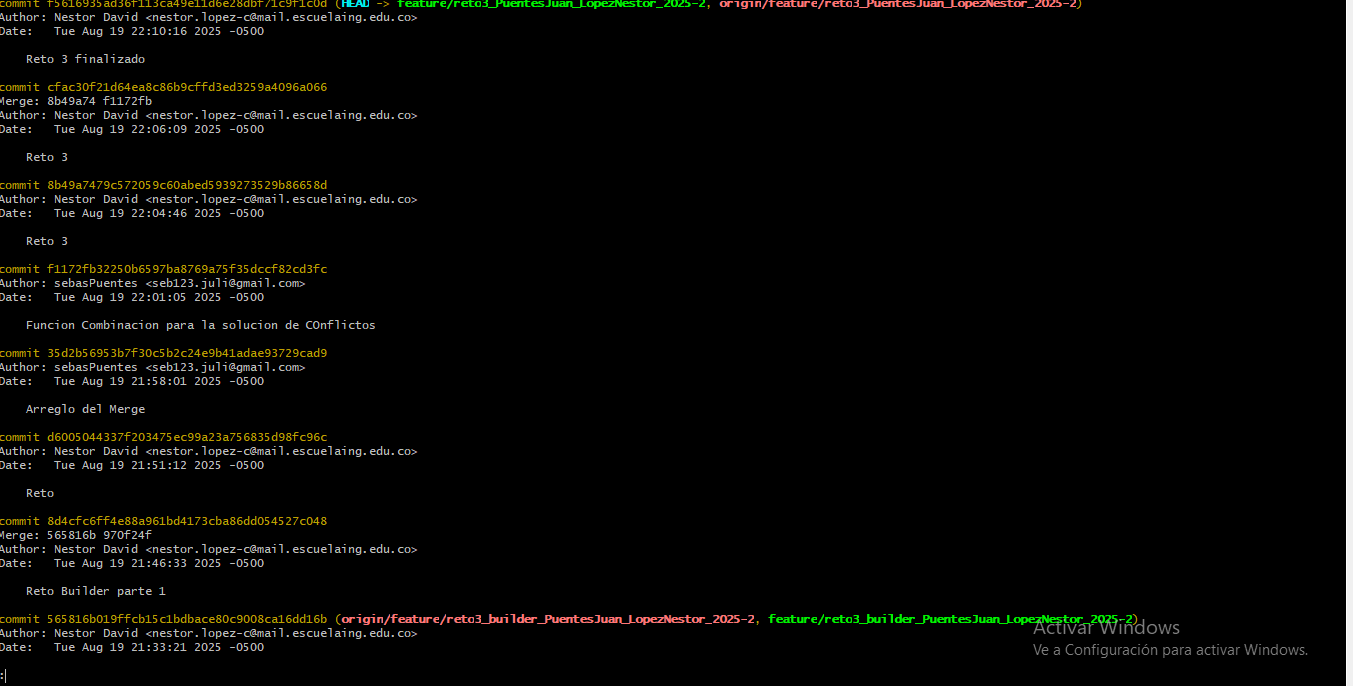 commit f5616935ad36f113ca49e11d6e28dbf71c9f1c0d (HEAD -> feature/reto3_PuentesJuan_LopezNestor_2025-2, origin/feature/reto3_PuentesJuan_LopezNestor_2025-2)
Author: Nestor David <nestor.lopez-c@mail.escuelaing.edu.co>
Date:   Tue Aug 19 22:10:16 2025 -0500
    Reto 3 finalizado
commit cfac30f21d64ea8c86b9cffd3ed3259a4096a066
Merge: 8b49a74 f1172fb
Author: Nestor David <nestor.lopez-c@mail.escuelaing.edu.co>
Date:   Tue Aug 19 22:06:09 2025 -0500
    Reto 3
commit 8b49a7479c572059c60abed5939273529b86658d
Author: Nestor David <nestor.lopez-c@mail.escuelaing.edu.co>
Date:   Tue Aug 19 22:04:46 2025 -0500
    Reto 3
commit f1172fb32250b6597ba8769a75f35dccf82cd3fc
Author: sebasPuentes <seb123.juli@gmail.com>
Date:   Tue Aug 19 22:01:05 2025 -0500
    Funcion Combinacion para la solucion de COnflictos
commit 35d2b56953b7f30c5b2c24e9b41adae93729cad9
Author: sebasPuentes <seb123.juli@gmail.com>
Date:   Tue Aug 19 21:58:01 2025 -0500
    Arreglo del Merge
commit d6005044337f203475ec99a23a756835d98fc96c
Author: Nestor David <nestor.lopez-c@mail.escuelaing.edu.co>
Date:   Tue Aug 19 21:51:12 2025 -0500
    Reto
commit 8d4cfc6ff4e88a961bd4173cba86dd054527c048
Merge: 565816b 970f24f
Author: Nestor David <nestor.lopez-c@mail.escuelaing.edu.co>
Date:   Tue Aug 19 21:46:33 2025 -0500
    Reto Builder parte 1
commit 565816b019ffcb15c1bdbace80c9008ca16dd16b (origin/feature/reto3_builder_PuentesJuan_LopezNestor_2025-2, feature/reto3_builder_PuentesJuan_LopezNestor_2025-2)
Author: Nestor David <nestor.lopez-c@mail.escuelaing.edu.co>
Date:   Tue Aug 19 21:33:21 2025 -0500
:
Activar Windows
Ve a Configuración para activar Windows.